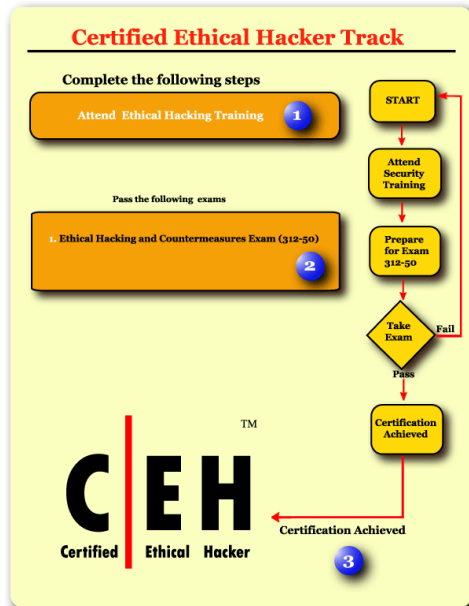 Certified Ethical Hacker Track
Complete the following steps
Attend Ethical Hacking Training 1
Pass the following exams
1. Ethical Hacking and Countermeasures Exam (312-50)
2
START
Attend
Security
Training
Prepare
for Exam
312-50
Take
Exam
Fail
Pass
Certification
Achieved
TM
C EH
Certified Ethical Hacker
Certification Achieved
3